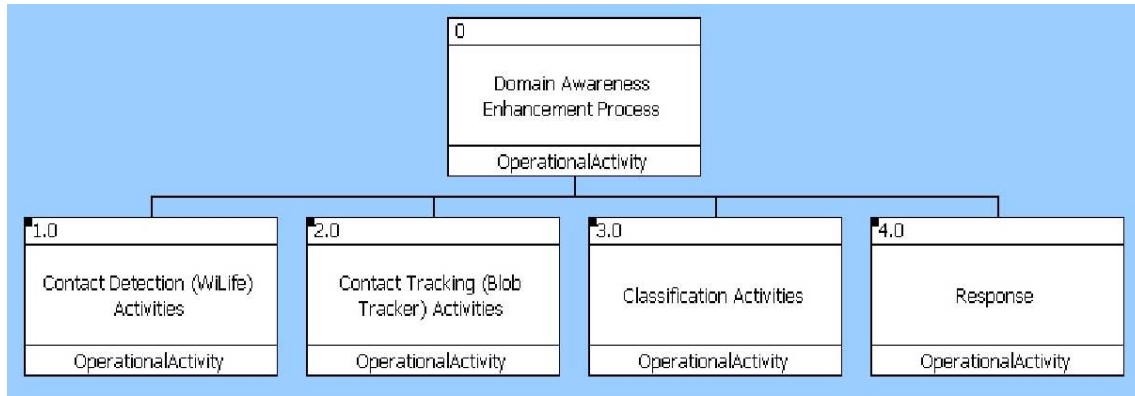 0
Domain Awareness
Enhancement Process
OperationalActivity
1.0
Contact Detection (WiLife)
Activities
OperationalActivity
2.0
Contact Tracking (Blob
Tracker) Activities
OperationalActivity
3.0
Classification Activities
OperationalActivity
4.0
Response
OperationalActivity